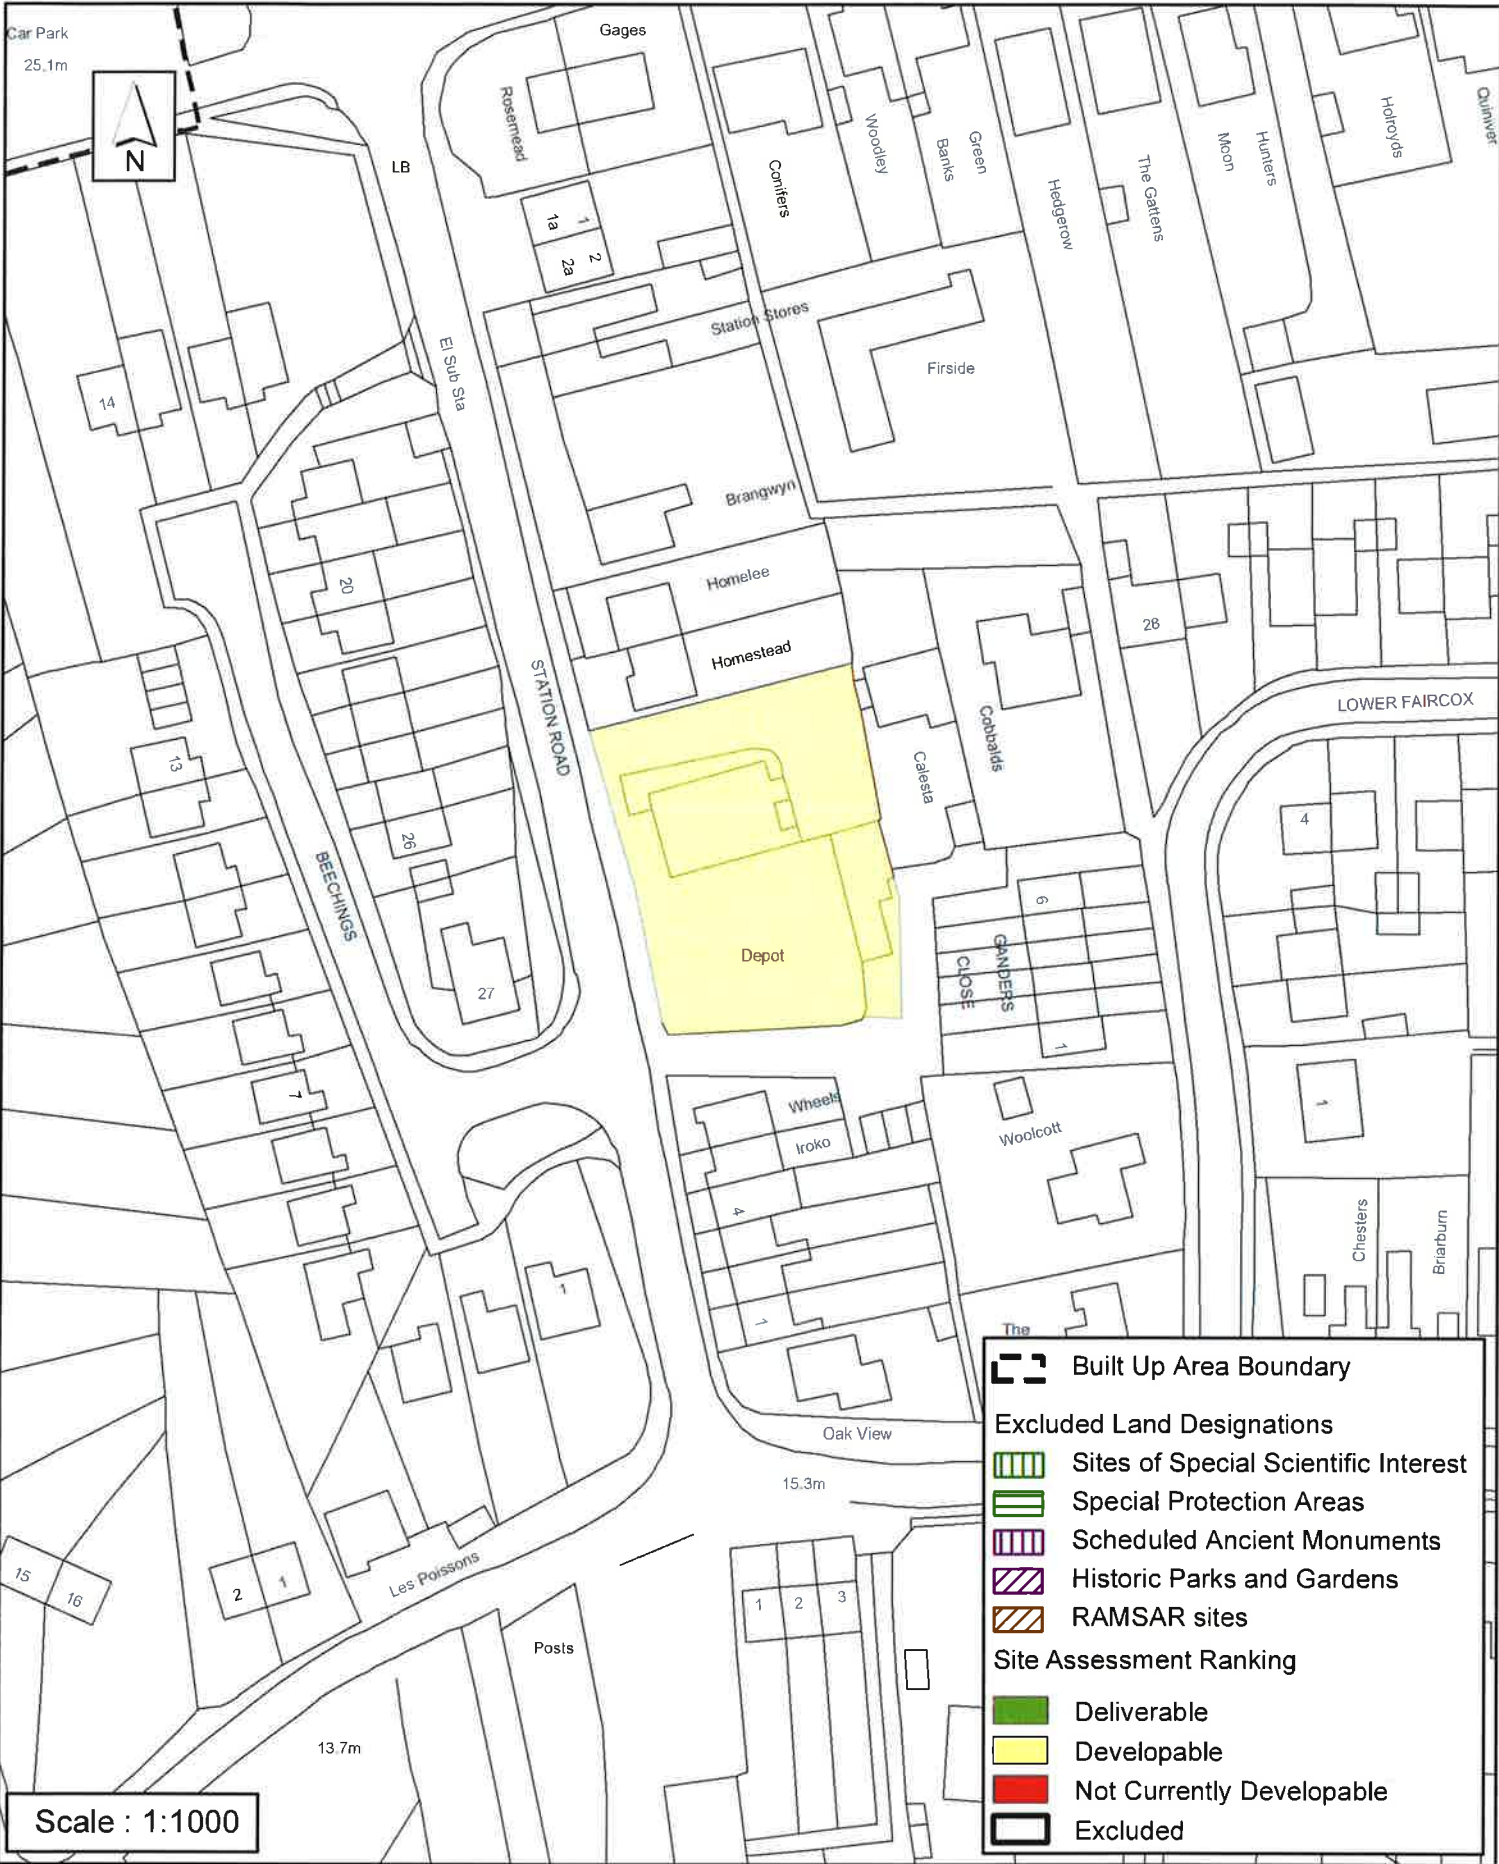 Car Park
25.1m
N
LB
Gages
Rosemead
1a
1
2a
2
Conifers
Woodley
Green
Banks
Hedgerow
The Gattens
Moon
Hunters
Holroyds
Quiniver
Station Stores
El Sub Sta
Firside
14
Brangwyn
20
Homelee
Homestead
28
STATION ROAD
LOWER FAIRCOX
Cobbalds
Calesta
13
26
4
BEECHINGS
6
GANDERS
CLOSE
Depot
27
1
7
Wheels
Iroko
Woolcott
1
4
Chesters
Briarburn
1
1
The
Oak View
15.3m
Les Poissons
15
16
2
1
1
2
3
Posts
13.7m
Scale : 1:1000
Built Up Area Boundary
Excluded Land Designations
Sites of Special Scientific Interest
Special Protection Areas
Scheduled Ancient Monuments
Historic Parks and Gardens
RAMSAR sites
Site Assessment Ranking
Deliverable
Developable
Not Currently Developable
Excluded